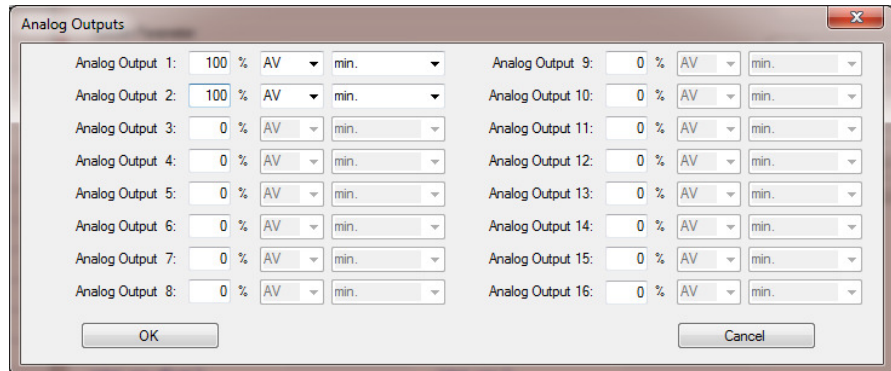 Analog Outputs
Analog Output 1: 100 % AV min.
Analog Output 2: 100 % AV min.
Analog Output 3: 0 % AV min.
Analog Output 4: 0 % AV min.
Analog Output 5: 0 % AV min.
Analog Output 6: 0 % AV min.
Analog Output 7: 0 % AV min.
Analog Output 8: 0 % AV min.
Analog Output 9: 0 % AV min.
Analog Output 10: 0 % AV min.
Analog Output 11: 0 % AV min.
Analog Output 12: 0 % AV min.
Analog Output 13: 0 % AV min.
Analog Output 14: 0 % AV min.
Analog Output 15: 0 % AV min.
Analog Output 16: 0 % AV min.
OK
Cancel